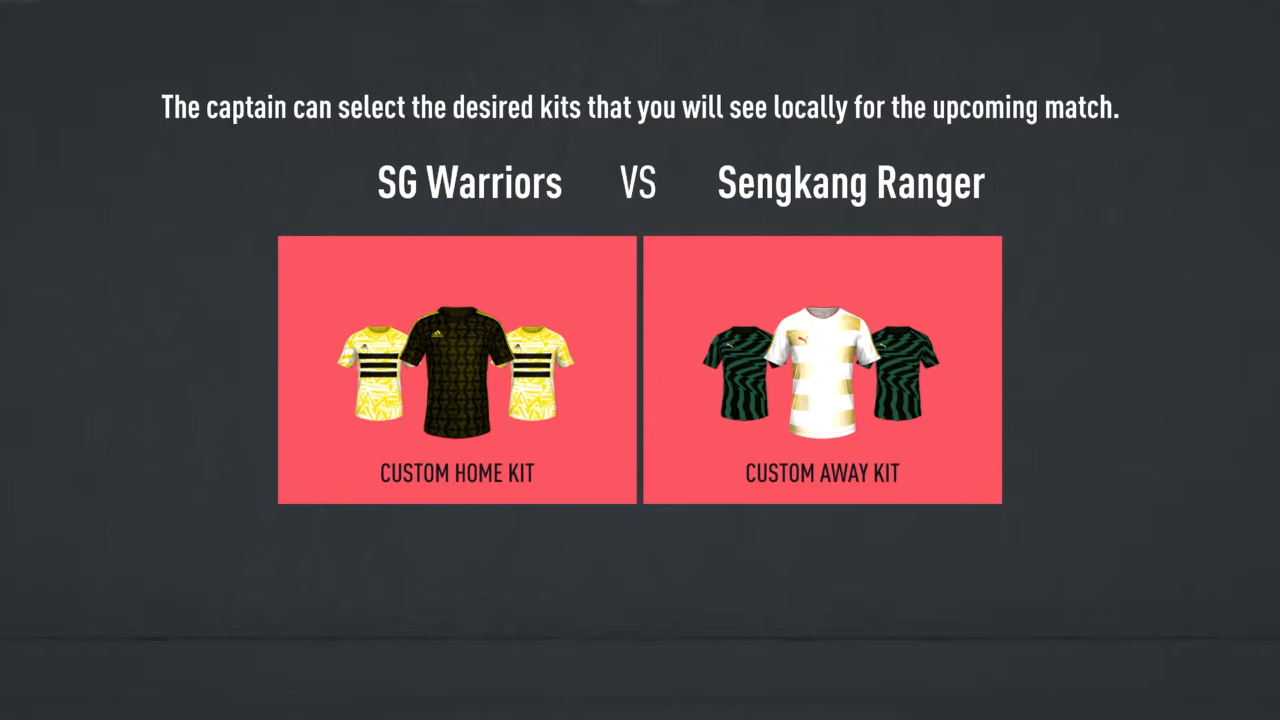 The captain can select the desired kits that you will see locally for the upcoming match.
SG Warriors VS Sengkang Ranger
CUSTOM HOME KIT
CUSTOM AWAY KIT